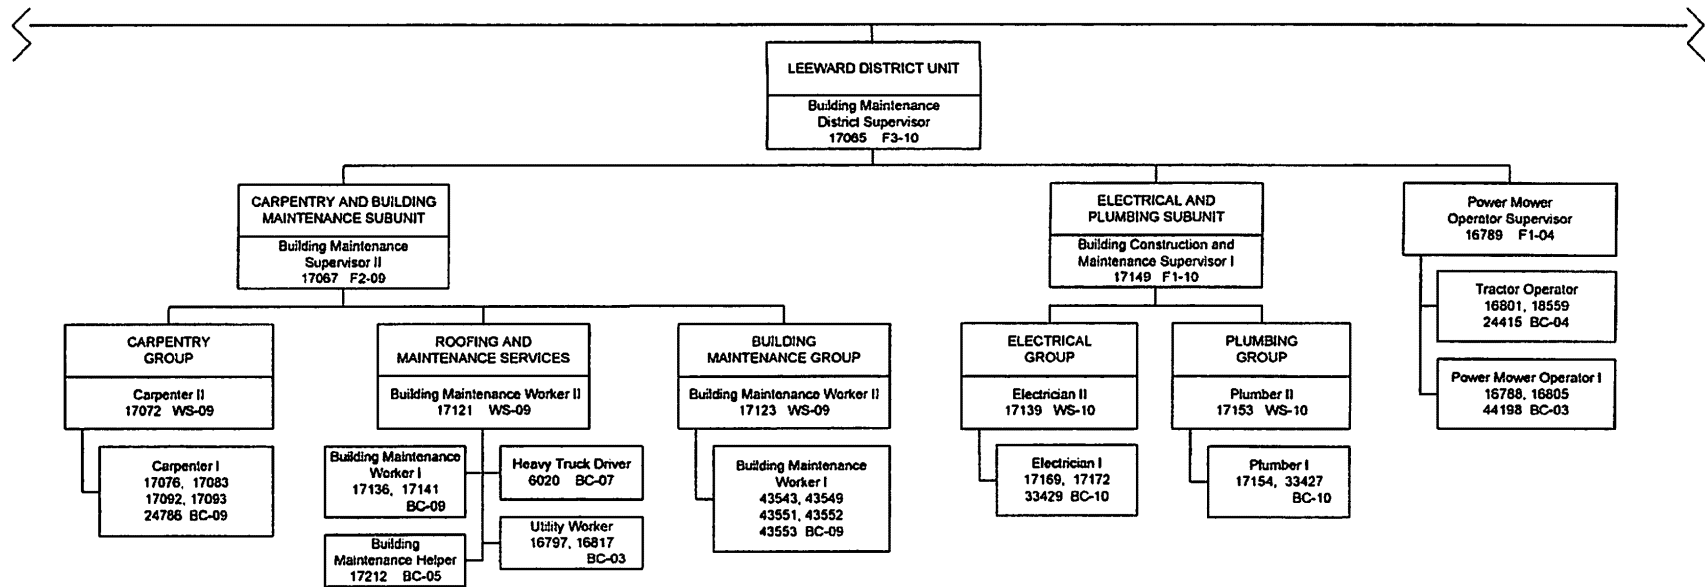 LEEWARD DISTRICT UNIT
Building Maintenance
District Supervisor
17065 F3-10
CARPENTRY AND BUILDING
MAINTENANCE SUBUNIT
Building Maintenance
Supervisor II
17067 F2-09
ELECTRICAL AND
PLUMBING SUBUNIT
Building Construction and
Maintenance Supervisor I
17149 F1-10
Power Mower
Operator Supervisor
16789 F1-04
Tractor Operator
16801, 18559
24415 BC-04
Power Mower Operator I
16788, 16805
44198 BC-03
CARPENTRY
GROUP
Carpenter II
17072 WS-09
Carpenter I
17076, 17083
17092, 17093
24786 BC-09
ROOFING AND
MAINTENANCE SERVICES
Building Maintenance Worker II
17121 WS-09
Building Maintenance
Worker I
17136, 17141
BC-09
Heavy Truck Driver
6020 BC-07
Building
Maintenance Helper
17212 BC-05
Utility Worker
16797, 16817
BC-03
BUILDING
MAINTENANCE GROUP
Building Maintenance Worker II
17123 WS-09
Building Maintenance
Worker I
43543, 43549
43551, 43552
43553 BC-09
ELECTRICAL
GROUP
Electrician II
17139 WS-10
Electrician I
17169, 17172
33429 BC-10
PLUMBING
GROUP
Plumber II
17153 WS-10
Plumber I
17154, 33427
BC-10